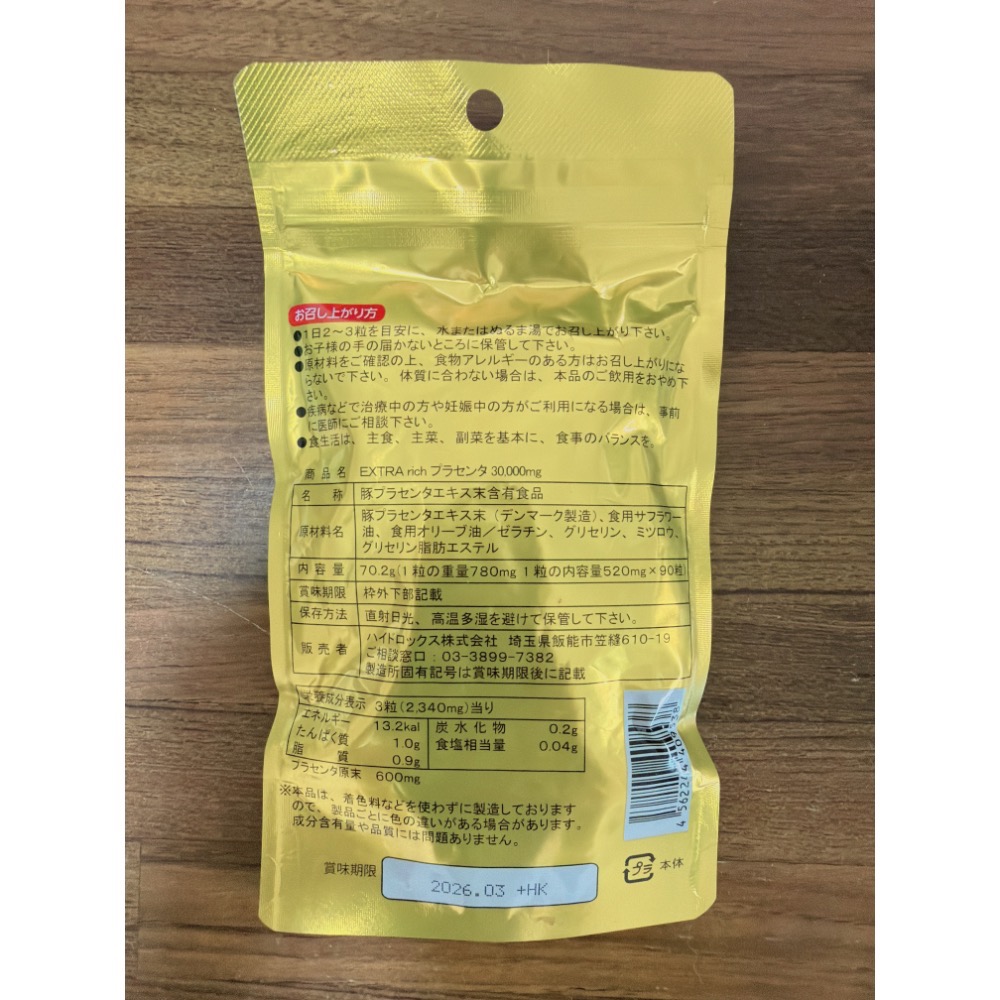 お召し上がり方
●1日2〜3粒を目安に、水またはぬるま湯でお召し上がり下さい。
●お子様の手の届かないところに保管して下さい。
●原材料をご確認の上、食物アレルギーのある方はお召し上がりにな
らないで下さい。体質に合わない場合は、本品のご飲用をおやめ下
さい。
●疾病などで治療中の方や妊娠中の方がご利用になる場合は、事前
に医師にご相談下さい。
●食生活は、主食、主菜、副菜を基本に、食事のバランスを。
商品名 EXTRA rich プラセンタ 30,000mg
名称 豚プラセンタエキス末含有食品
原材料名 豚プラセンタエキス末（デンマーク製造）、食用サフラワー
油、食用オリーブ油／ゼラチン、グリセリン、ミツロウ、
グリセリン脂肪酸エステル
内容量 70.2g(1粒の重量780mg 1粒の内容量520mg×90粒)
賞味期限 枠外下部記載
保存方法 直射日光、高温多湿を避けて保管して下さい。
販売者 ハイドロックス株式会社 埼玉県飯能市笠縫610-19
ご相談窓口：03-3899-7382
製造所固有記号は賞味期限後に記載
成分表示 3粒(2,340mg)当り
エネルギー 13.2kal 炭水化物 0.2g
たんぱく質 1.0g 食塩相当量 0.04g
脂質 0.9g
プラセンタ原末 600mg
※本品は、着色料などを使わずに製造しております
ので、製品ごとに色の違いがある場合があります。
成分含有量や品質には問題ありません。
賞味期限 2026.03 +HK
プラ 本体